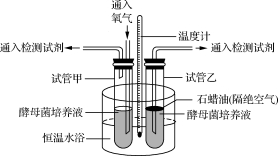 通入
氧气
温度计
通入检测试剂
通入检测试剂
试管甲
试管乙
石蜡油(隔绝空气)
酵母菌培养液
酵母菌培养液
恒温水浴